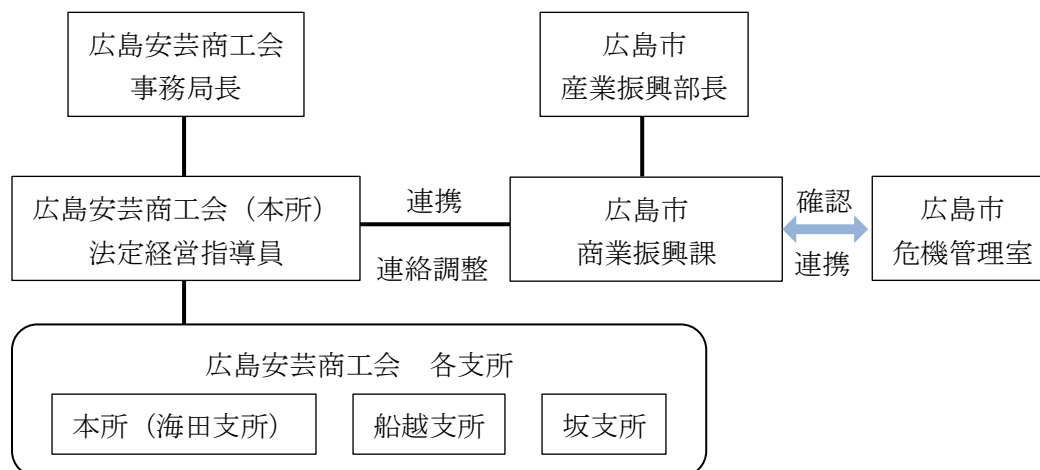 広島安芸商工会
事務局長
広島市
産業振興部長
広島安芸商工会（本所）
法定経営指導員
連携
連絡調整
広島市
商業振興課
確認
連携
広島市
危機管理室
広島安芸商工会　各支所
本所（海田支所）
船越支所
坂支所